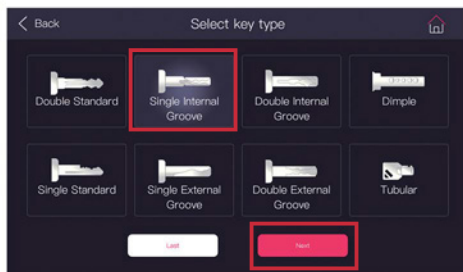 Back
Select key type
Double Standard
Single Internal
Groove
Double Internal
Groove
Dimple
Single Standard
Single External
Groove
Double External
Groove
Tubular
Last
Next